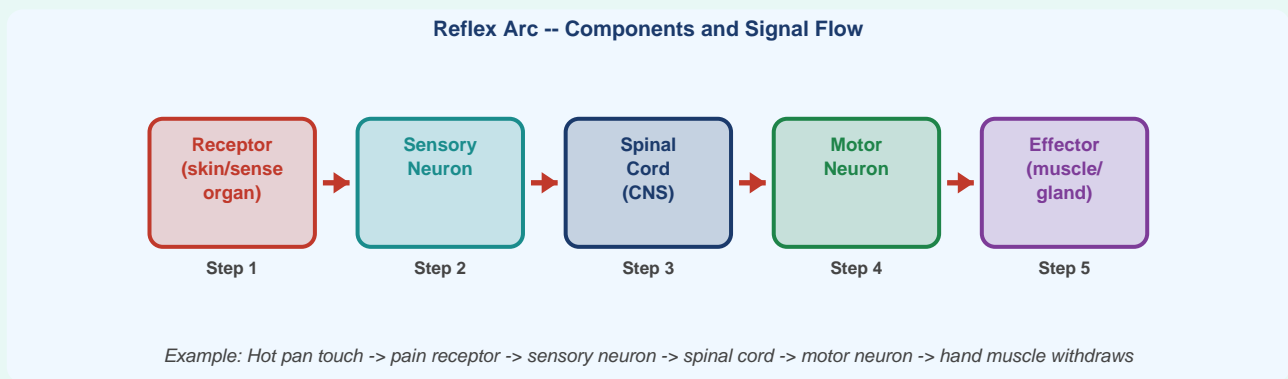 Reflex Arc -- Components and Signal Flow
Receptor
(skin/sense
organ)
Sensory
Neuron
Spinal
Cord
(CNS)
Motor
Neuron
Effector
(muscle/
gland)
Step 1
Step 2
Step 3
Step 4
Step 5
Example: Hot pan touch -> pain receptor -> sensory neuron -> spinal cord -> motor neuron -> hand muscle withdraws